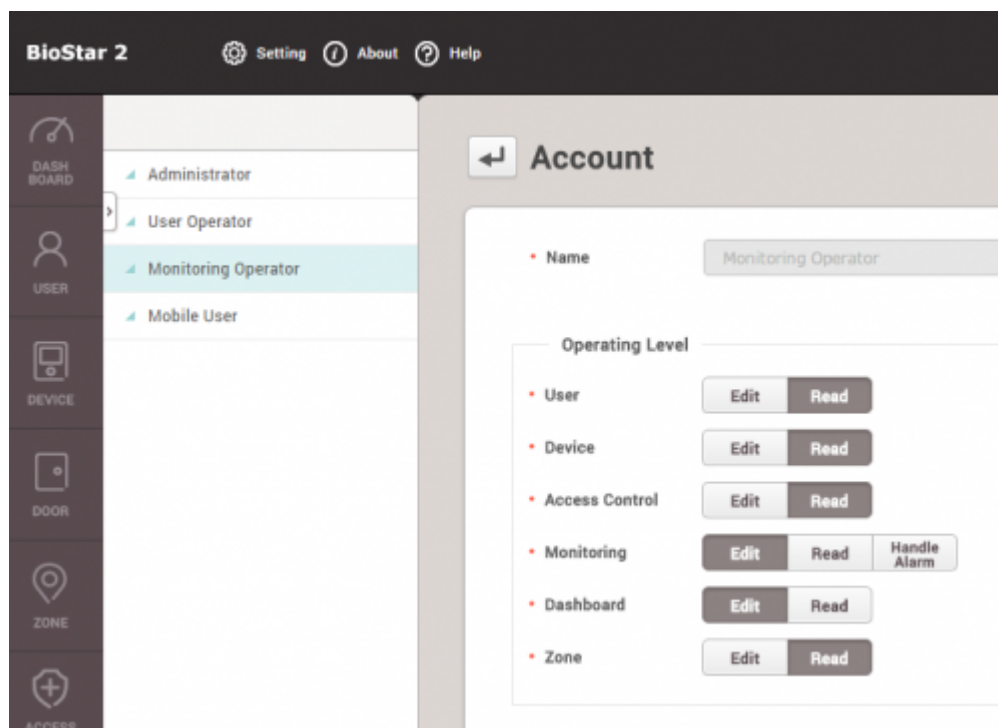 BioStar 2
Setting About Help
DASH
BOARD
USER
DEVICE
DOOR
ZONE
ACCESS
>
Administrator
User Operator
Monitoring Operator
Mobile User
Account
• Name Monitoring Operator
Operating Level
• User Edit Read
• Device Edit Read
• Access Control Edit Read
• Monitoring Edit Read Handle
Alarm
• Dashboard Edit Read
• Zone Edit Read